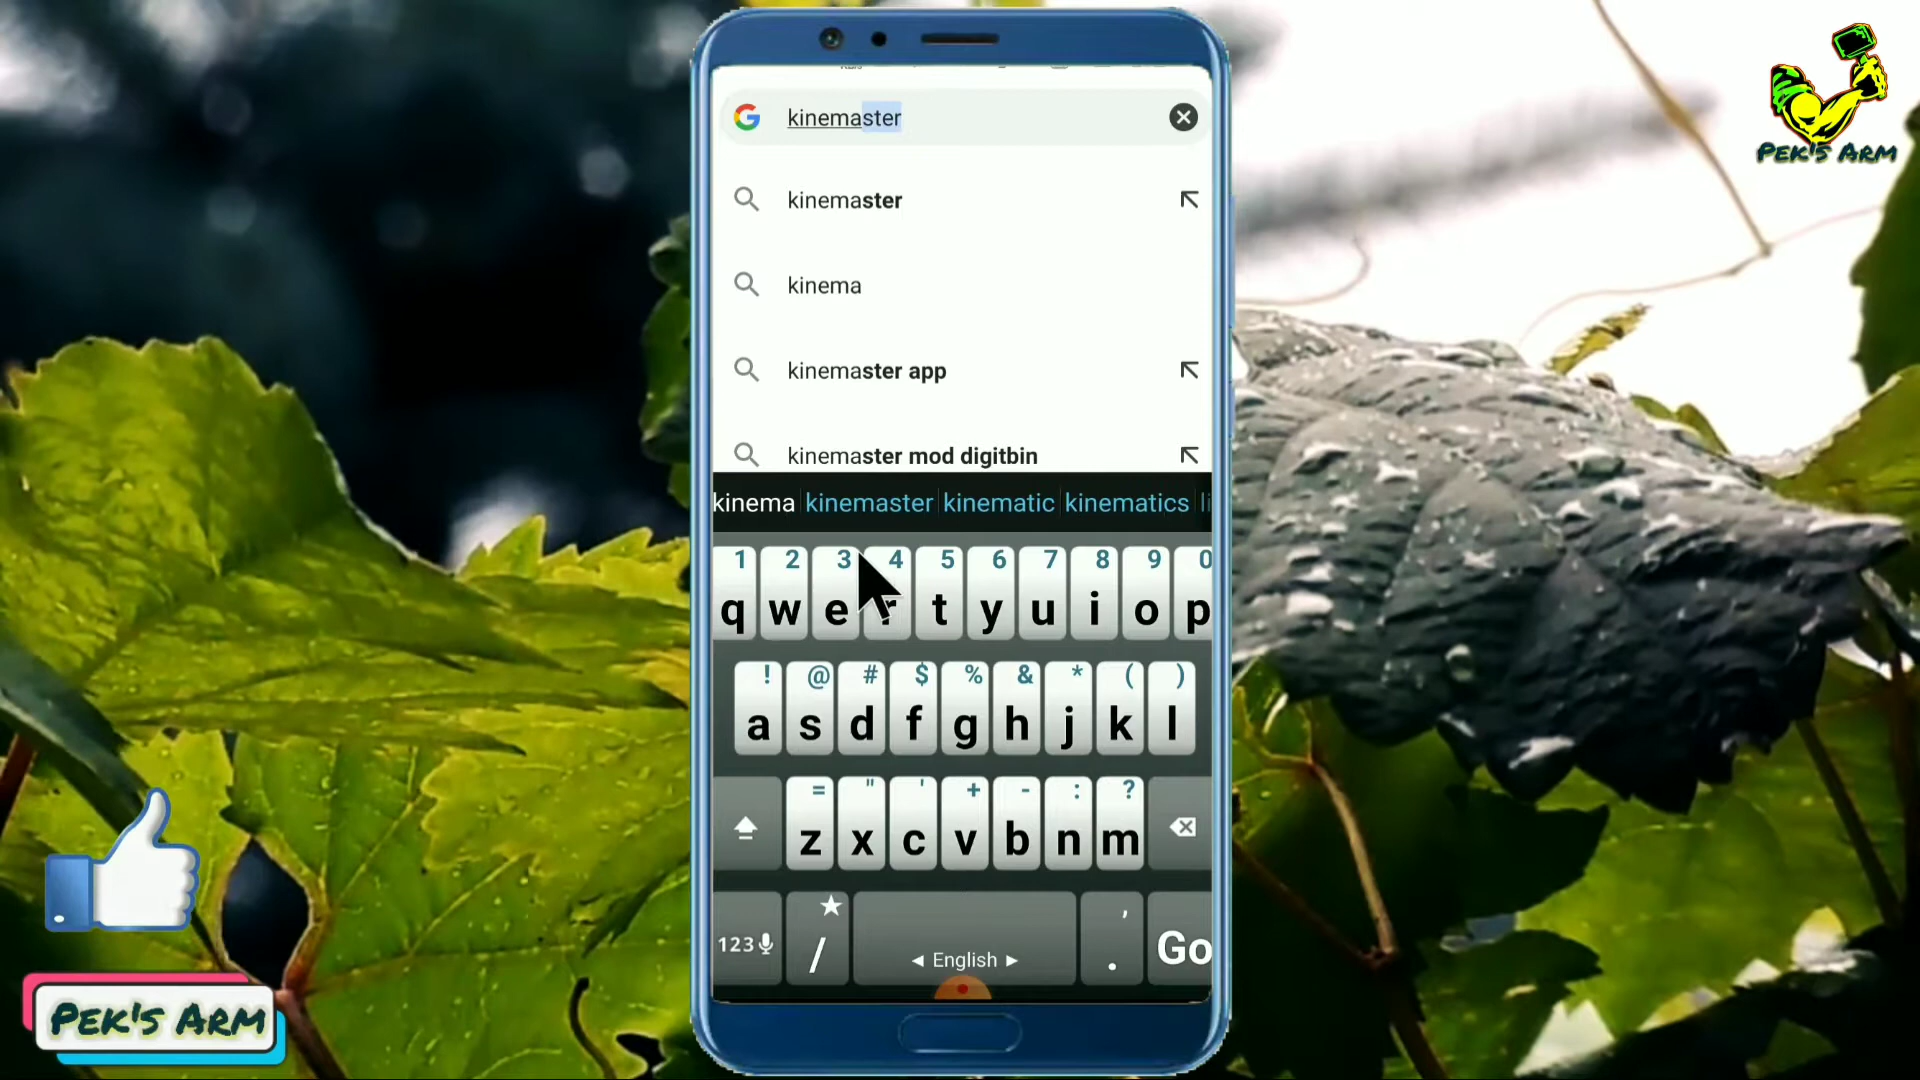 kinemaster
kinemaster
kinema
kinemaster app
kinemaster mod digitbin
kinema kinemaster kinematic kinematics
1 2 3 4 5 6 7 8 9 0
q w e r t y u i o p
! @ # $ % & * ( )
a s d f g h j k l
= " ' + - : ?
z x c v b n m
123 / ◄ English ► , . Go
PEK'S ARM
PEK'S ARM